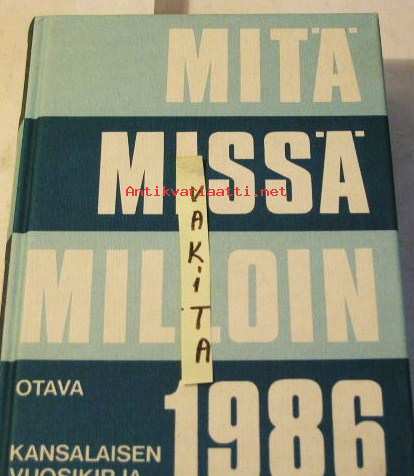 MITÄ
MISSÄ
MILLOIN
1986
OTAVA
KANSALAISEN
VUOSIKIRJA
VAKiTA
Antikvariaatti.net